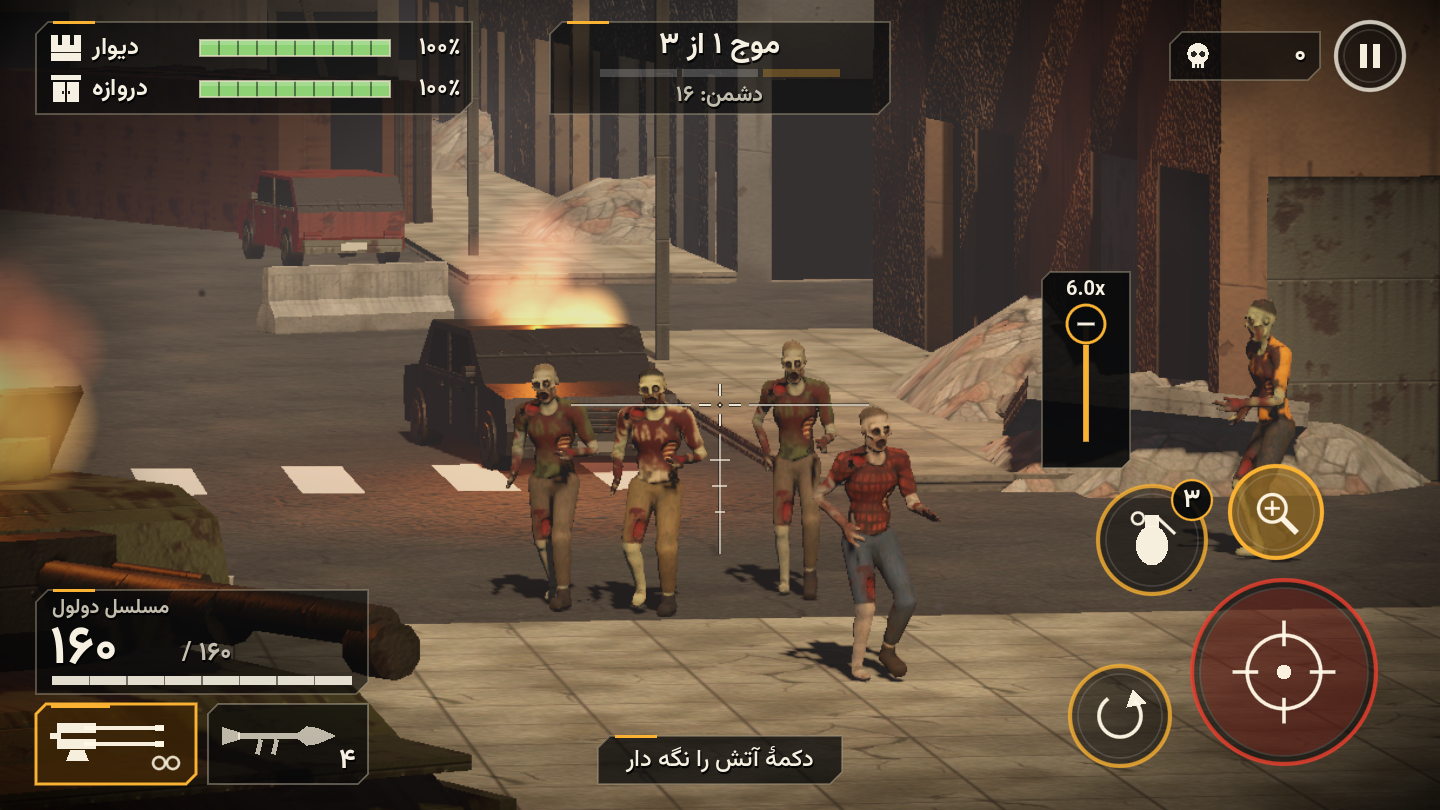 دیوار ۱۰۰٪
دروازه ۱۰۰٪
موج ۱ از ۳
دشمن: ۱۶
۰
6.0x
۳
مسلسل دولول
۱۶۰ / ۱۶۰
∞
۴
دکمهٔ آتش را نگه دار